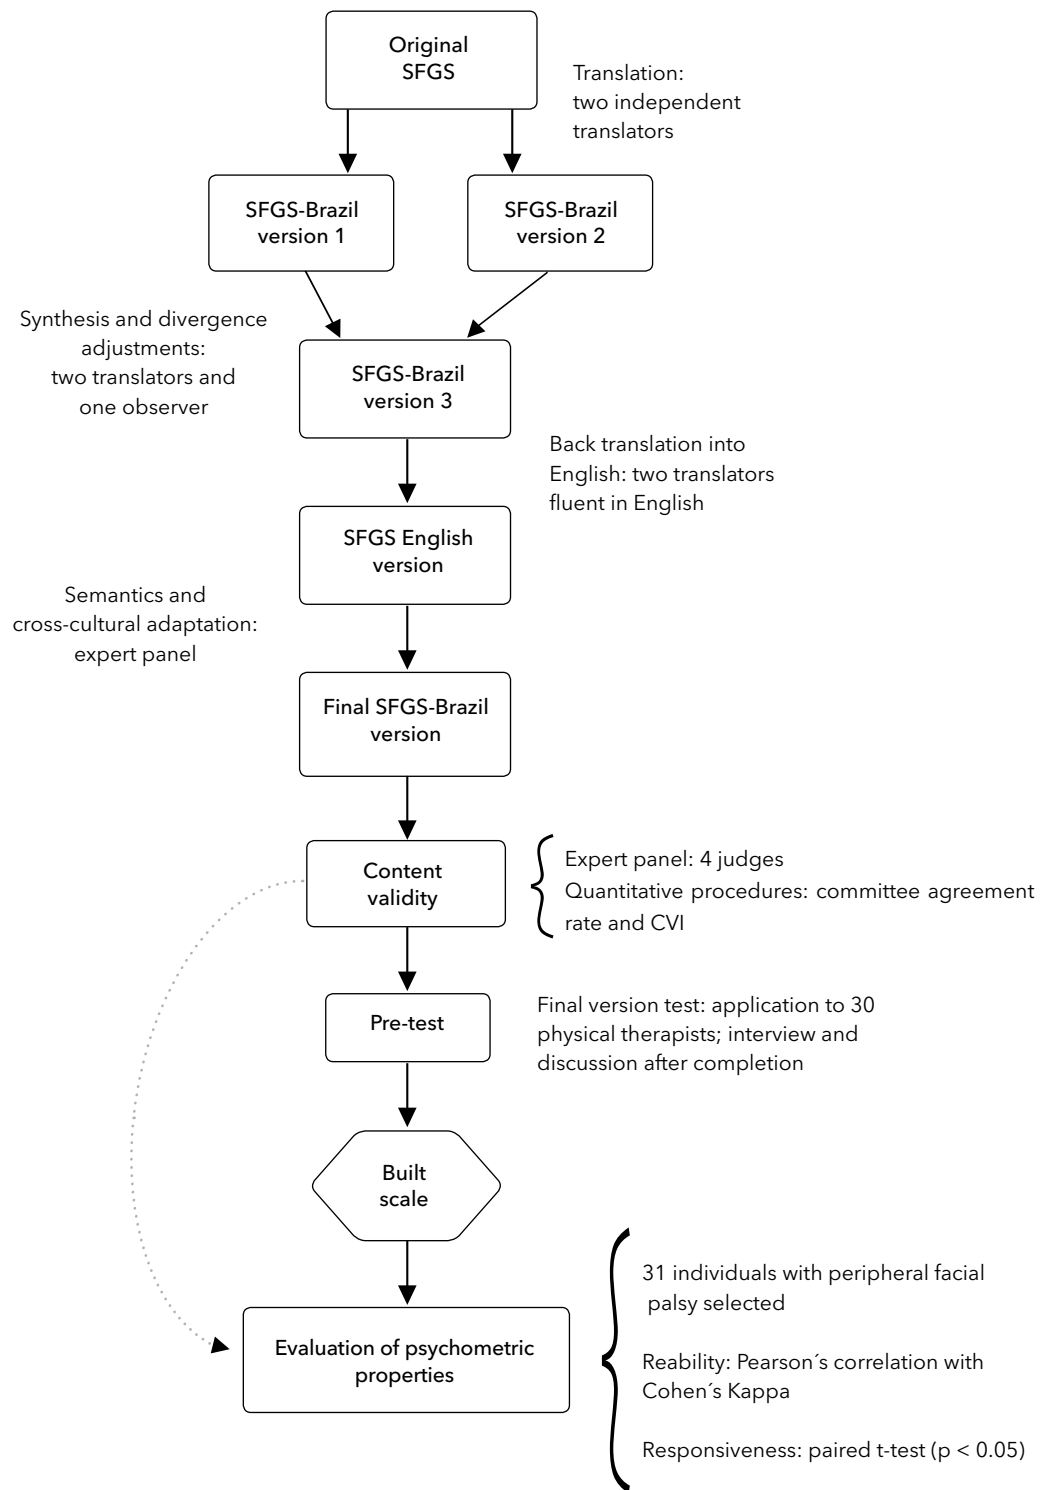 Original
SFGS
Translation:
two independent
translators
SFGS-Brazil
version 1
SFGS-Brazil
version 2
Synthesis and divergence
adjustments:
two translators and
one observer
SFGS-Brazil
version 3
Back translation into
English: two translators
fluent in English
SFGS English
version
Semantics and
cross-cultural adaptation:
expert panel
Final SFGS-Brazil
version
Content
validity
Expert panel: 4 judges
Quantitative procedures: committee agreement
rate and CVI
Pre-test
Final version test: application to 30
physical therapists; interview and
discussion after completion
Built
scale
Evaluation of psychometric
properties
31 individuals with peripheral facial
palsy selected
Reability: Pearson´s correlation with
Cohen´s Kappa
Responsiveness: paired t-test (p < 0.05)